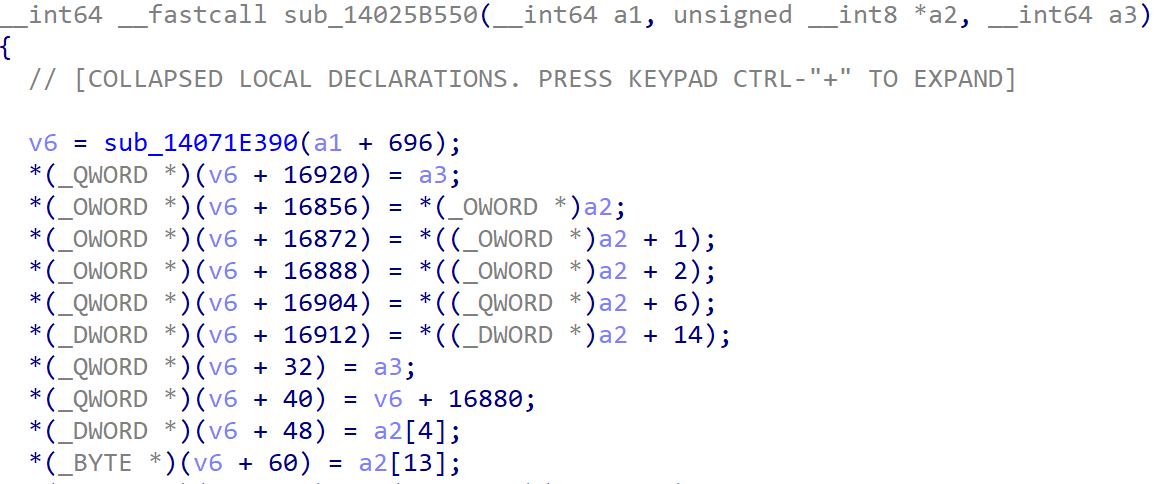 __int64 __fastcall sub_14025B550(__int64 a1, unsigned __int8 *a2, __int64 a3)
{
// [COLLAPSED LOCAL DECLARATIONS. PRESS KEYPAD CTRL-"+" TO EXPAND]
v6 = sub_14071E390(a1 + 696);
*(_QWORD *)(v6 + 16920) = a3;
*(_OWORD *)(v6 + 16856) = *(_OWORD *)a2;
*(_OWORD *)(v6 + 16872) = *((_OWORD *)a2 + 1);
*(_OWORD *)(v6 + 16888) = *((_OWORD *)a2 + 2);
*(_QWORD *)(v6 + 16904) = *((_QWORD *)a2 + 6);
*(_DWORD *)(v6 + 16912) = *((_DWORD *)a2 + 14);
*(_QWORD *)(v6 + 32) = a3;
*(_QWORD *)(v6 + 40) = v6 + 16880;
*(_DWORD *)(v6 + 48) = a2[4];
*(_BYTE *)(v6 + 60) = a2[13];